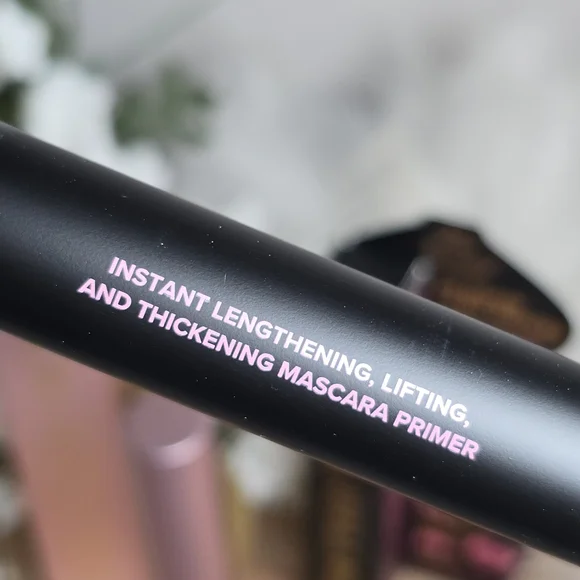 INSTANT LENGTHENING, LIFTING,
AND THICKENING MASCARA PRIMER